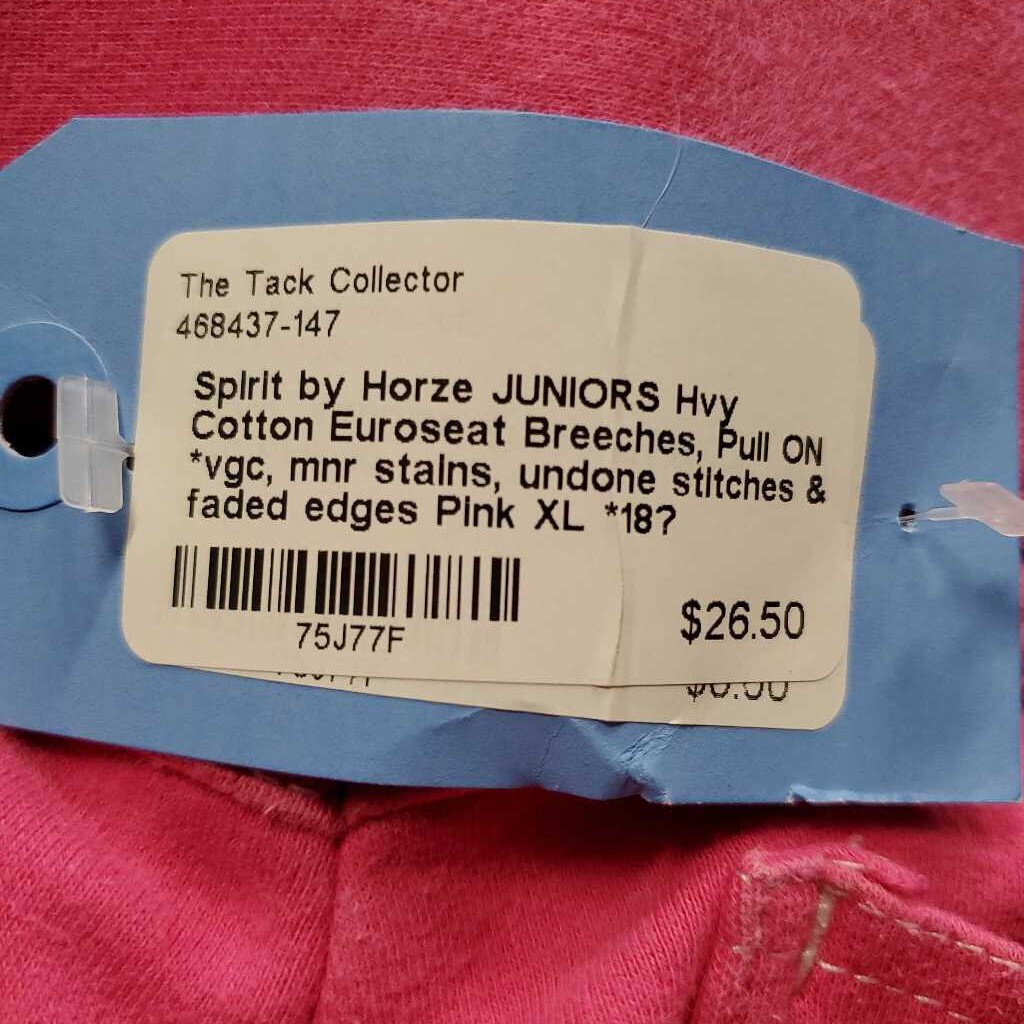 The Tack Collector
468437-147
Spirit by Horze JUNIORS Hvy
Cotton Euroseat Breeches, Pull ON
*vgc, mnr stains, undone stitches &
faded edges Pink XL *18?
75J77F
$26.50